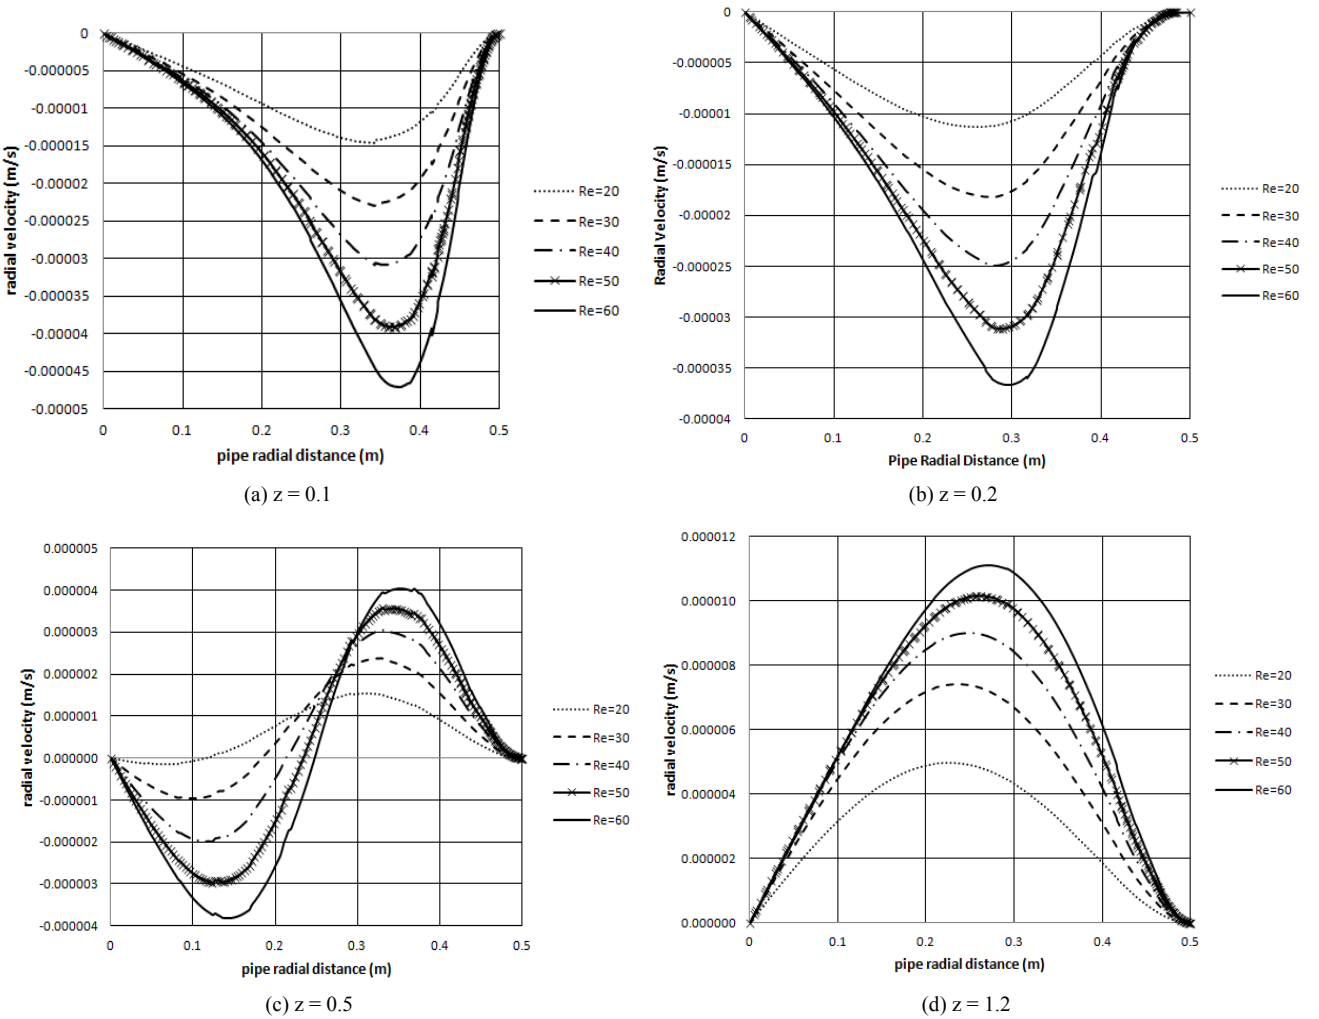 0
-0.000005
-0.00001
-0.000015
-0.00002
-0.000025
-0.00003
-0.000035
-0.00004
-0.000045
-0.00005
0
0.1
0.2
0.3
0.4
0.5
radial velocity (m/s)
pipe radial distance (m)
Re=20
Re=30
Re=40
Re=50
Re=60
(a) z = 0.1
0
-0.000005
-0.00001
-0.000015
-0.00002
-0.000025
-0.00003
-0.000035
-0.00004
0
0.1
0.2
0.3
0.4
0.5
Radial Velocity (m/s)
Pipe Radial Distance (m)
Re=20
Re=30
Re=40
Re=50
Re=60
(b) z = 0.2
0.000005
0.000004
0.000003
0.000002
0.000001
0.000000
-0.000001
-0.000002
-0.000003
-0.000004
0
0.1
0.2
0.3
0.4
0.5
radial velocity (m/s)
pipe radial distance (m)
Re=20
Re=30
Re=40
Re=50
Re=60
(c) z = 0.5
0.000012
0.000010
0.000008
0.000006
0.000004
0.000002
0.000000
0
0.1
0.2
0.3
0.4
0.5
radial velocity (m/s)
pipe radial distance (m)
Re=20
Re=30
Re=40
Re=50
Re=60
(d) z = 1.2